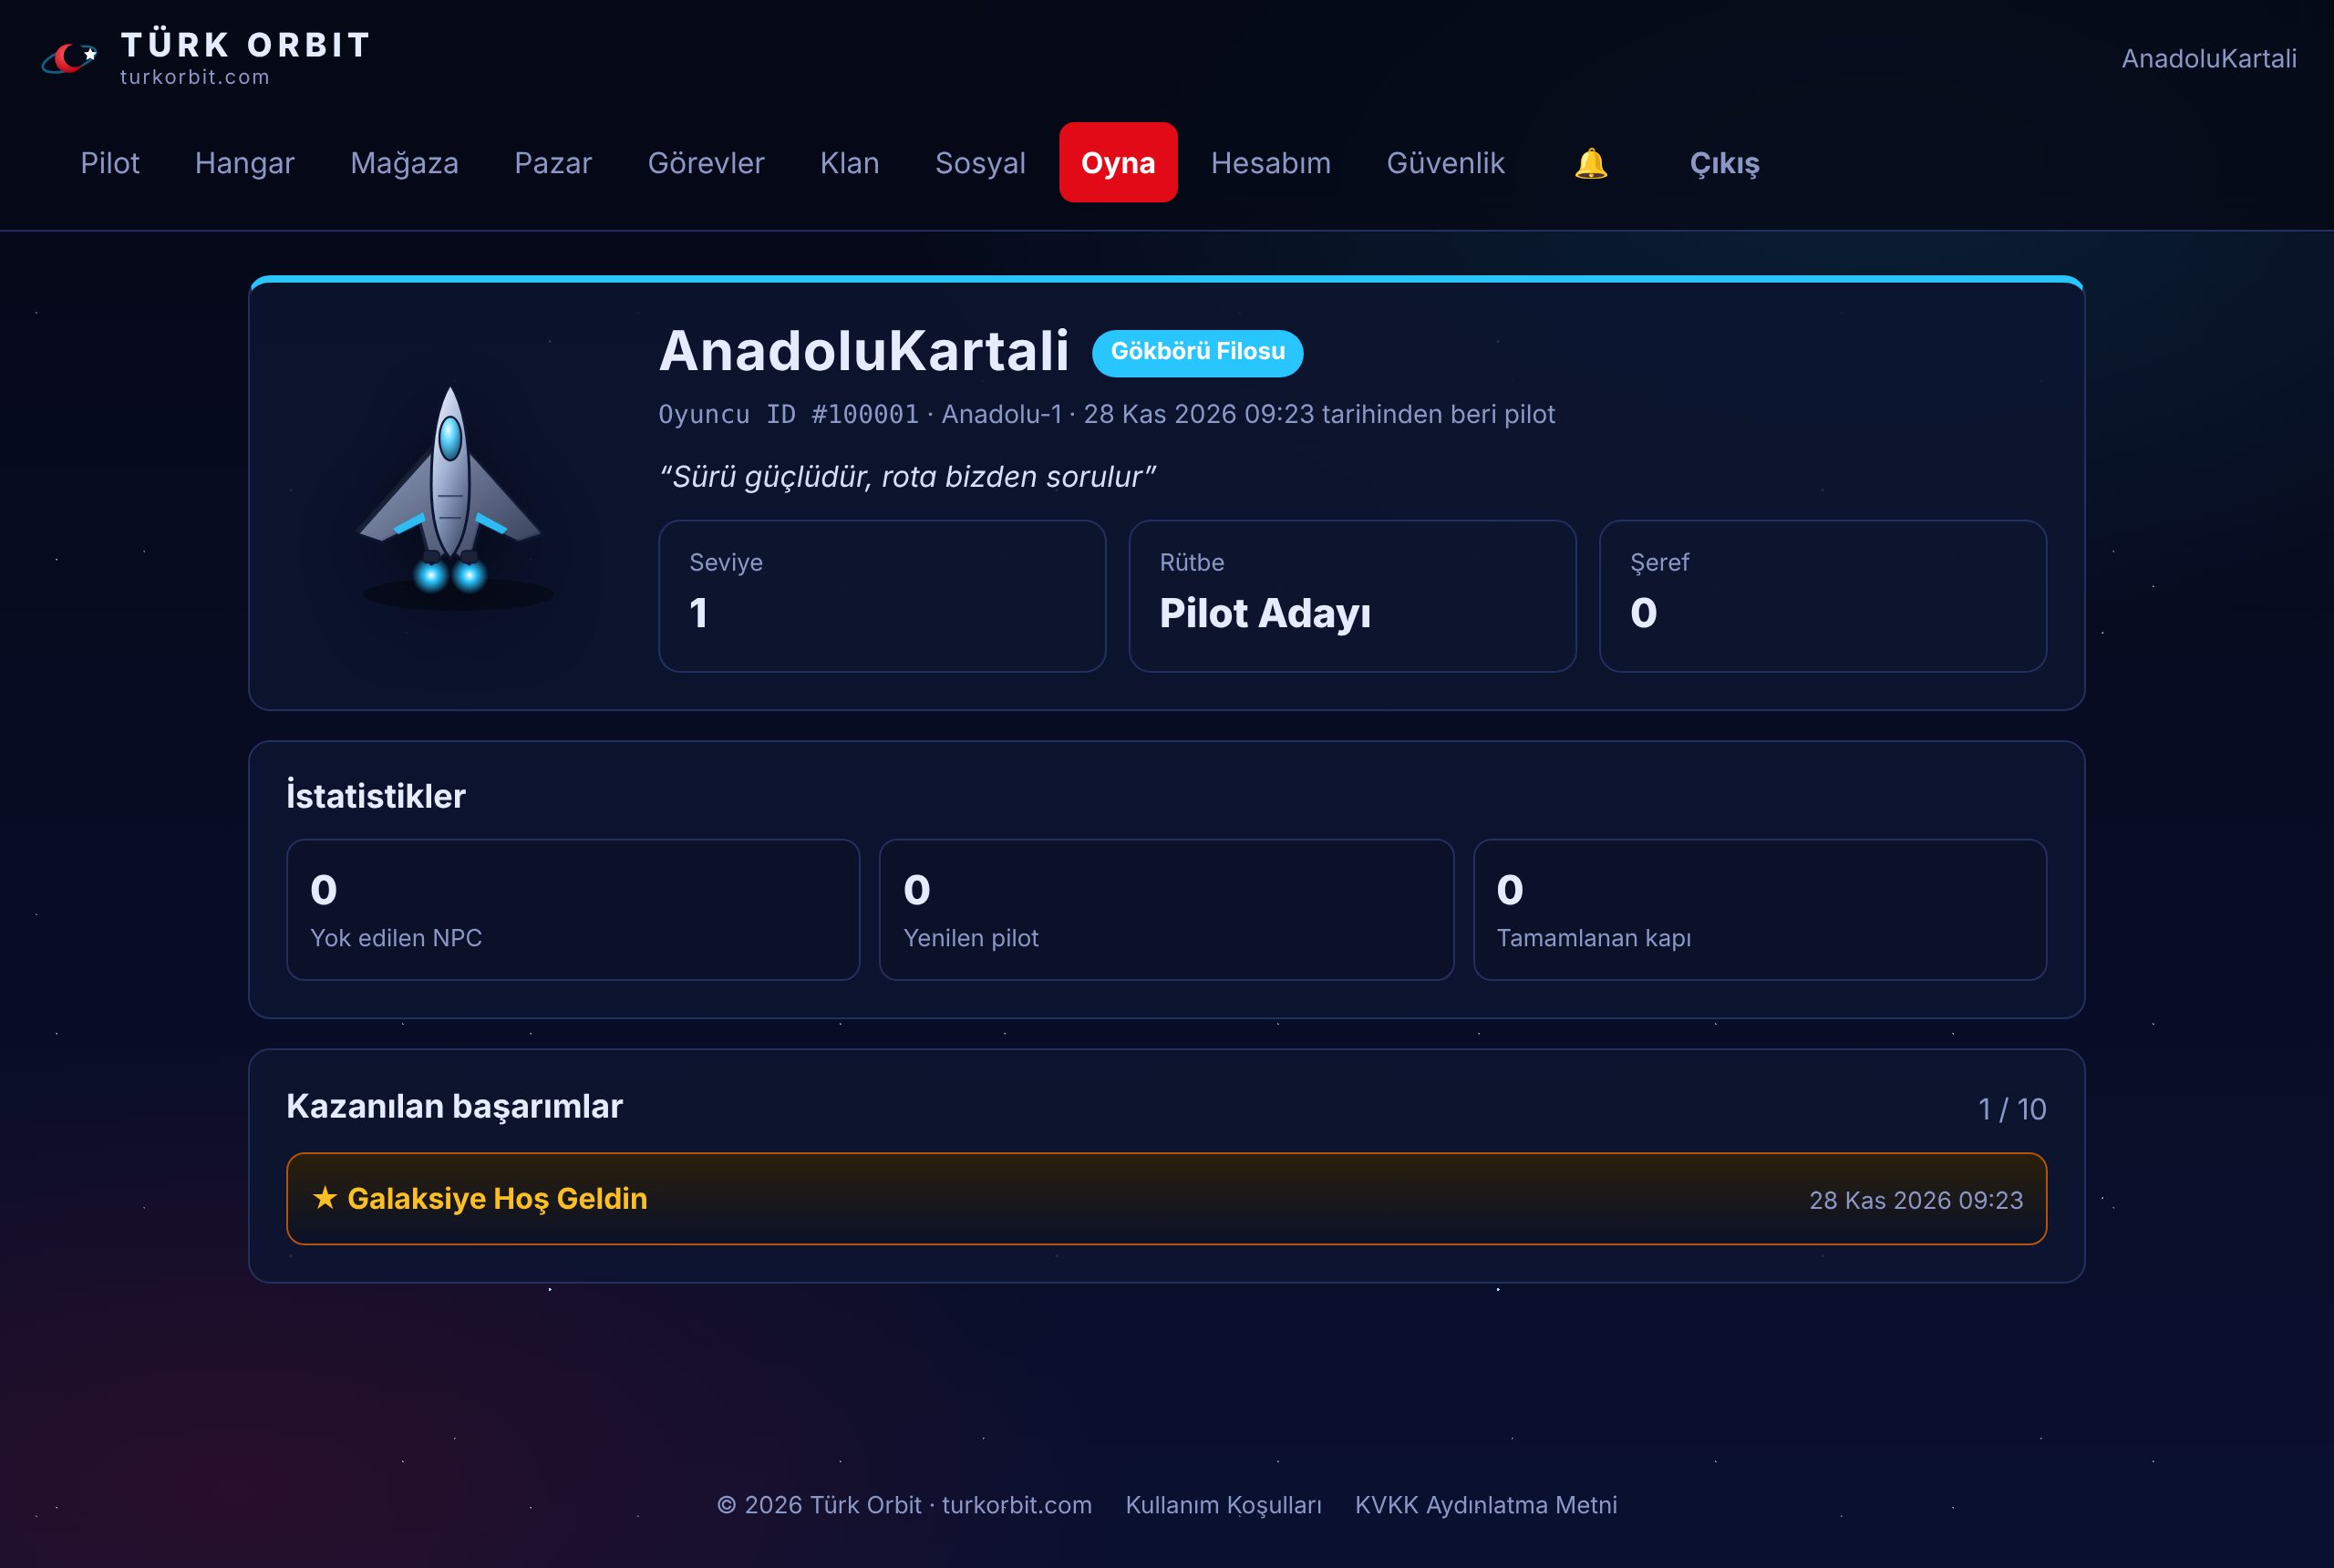 TÜRK ORBIT
turkorbit.com
AnadoluKartali
Pilot Hangar Mağaza Pazar Görevler Klan Sosyal Oyna Hesabım Güvenlik 🔔 Çıkış
AnadoluKartali Gökbörü Filosu
Oyuncu ID #100001 · Anadolu-1 · 28 Kas 2026 09:23 tarihinden beri pilot
“Sürü güçlüdür, rota bizden sorulur”
Seviye
1
Rütbe
Pilot Adayı
Şeref
0
İstatistikler
0
Yok edilen NPC
0
Yenilen pilot
0
Tamamlanan kapı
Kazanılan başarımlar 1 / 10
★ Galaksiye Hoş Geldin 28 Kas 2026 09:23
© 2026 Türk Orbit · turkorbit.com Kullanım Koşulları KVKK Aydınlatma Metni